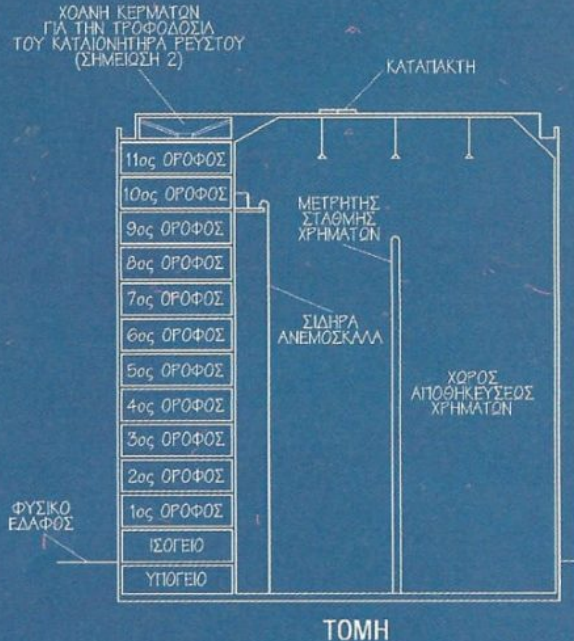 ΧΟΑΝΗ ΚΕΡΜΑΤΩΝ
ΓΙΑ ΤΗΝ ΤΡΟΦΟΔΟΣΙΑ
ΤΟΥ ΚΑΤΑΙΟΝΗΤΗΡΑ ΡΕΥΣΤΟΥ
(ΣΗΜΕΙΩΣΗ 2)
ΚΑΤΑΠΑΚΤΗ
11ος ΟΡΟΦΟΣ
10ος ΟΡΟΦΟΣ
9ος ΟΡΟΦΟΣ
8ος ΟΡΟΦΟΣ
7ος ΟΡΟΦΟΣ
6ος ΟΡΟΦΟΣ
5ος ΟΡΟΦΟΣ
4ος ΟΡΟΦΟΣ
3ος ΟΡΟΦΟΣ
2ος ΟΡΟΦΟΣ
1ος ΟΡΟΦΟΣ
ΙΣΟΓΕΙΟ
ΥΠΟΓΕΙΟ
ΜΕΤΡΗΤΗΣ
ΣΤΑΘΜΗΣ
ΧΡΗΜΑΤΩΝ
ΣΙΔΗΡΑ
ΑΝΕΜΟΣΚΑΛΑ
ΧΩΡΟΣ
ΑΠΟΘΗΚΕΥΣΕΩΣ
ΧΡΗΜΑΤΩΝ
ΦΥΣΙΚΟ
ΕΔΑΦΟΣ
ΤΟΜΗ